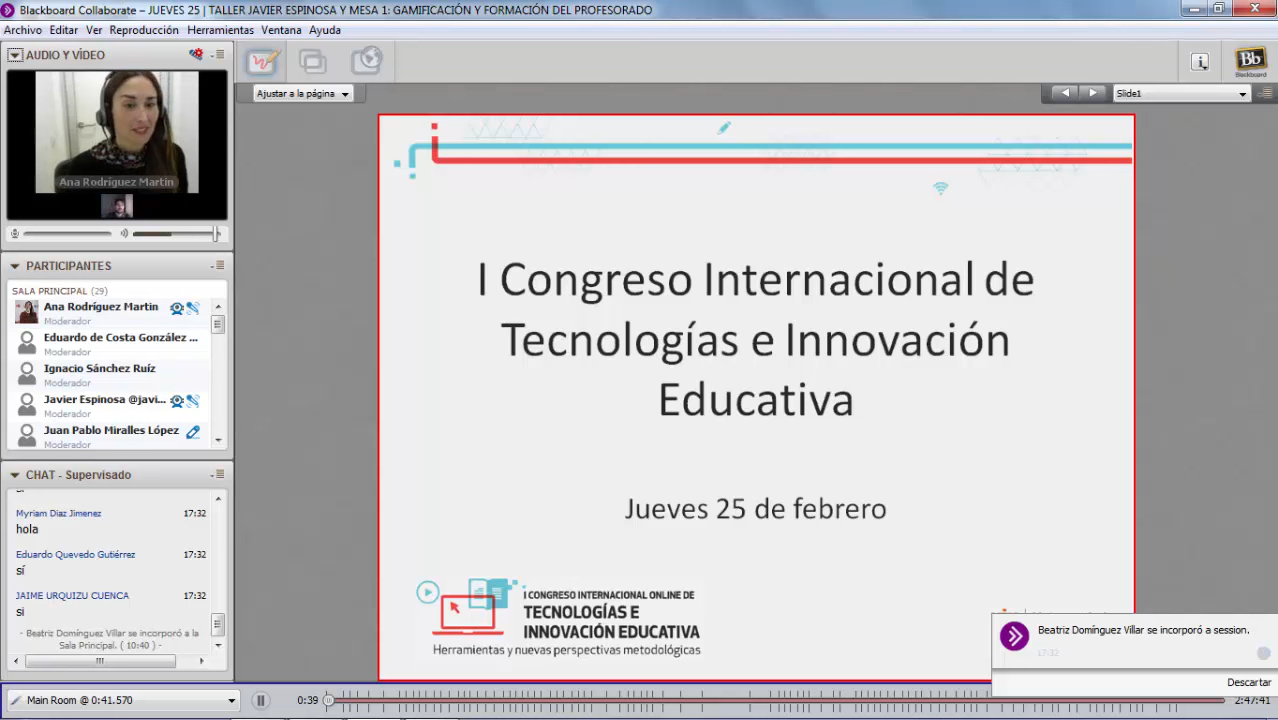 Blackboard Collaborate – JUEVES 25 | TALLER JAVIER ESPINOSA Y MESA 1: GAMIFICACIÓN Y FORMACIÓN DEL PROFESORADO
Archivo Editar Ver Reproducción Herramientas Ventana Ayuda
AUDIO Y VÍDEO
Bb
Blackboard
Ajustar a la página
Slide1
Ana Rodríguez Martin
PARTICIPANTES
SALA PRINCIPAL (29)
Ana Rodríguez Martin
Moderador
Eduardo de Costa González ...
Moderador
Ignacio Sánchez Ruíz
Moderador
Javier Espinosa @javi...
Moderador
Juan Pablo Miralles López
Moderador
CHAT - Supervisado
Myriam Diaz Jimenez 17:32
hola
Eduardo Quevedo Gutiérrez 17:32
sí
JAIME URQUIZU CUENCA 17:32
si
- Beatriz Domínguez Villar se incorporó a la
Sala Principal. ( 10:40 ) -
I Congreso Internacional de
Tecnologías e Innovación
Educativa
Jueves 25 de febrero
I CONGRESO INTERNACIONAL ONLINE DE
TECNOLOGÍAS E
INNOVACIÓN EDUCATIVA
Herramientas y nuevas perspectivas metodológicas
Beatriz Domínguez Villar se incorporó a session.
17:32
Descartar
Main Room @ 0:41.570
0:39
2:47:41